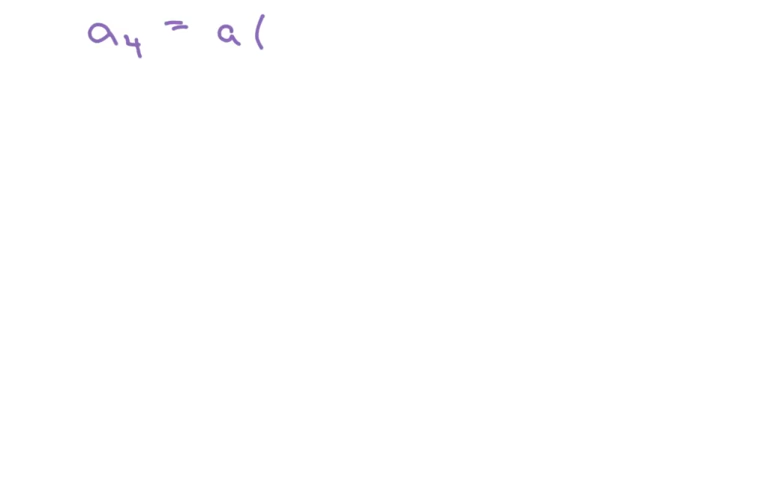 a₄ = a(